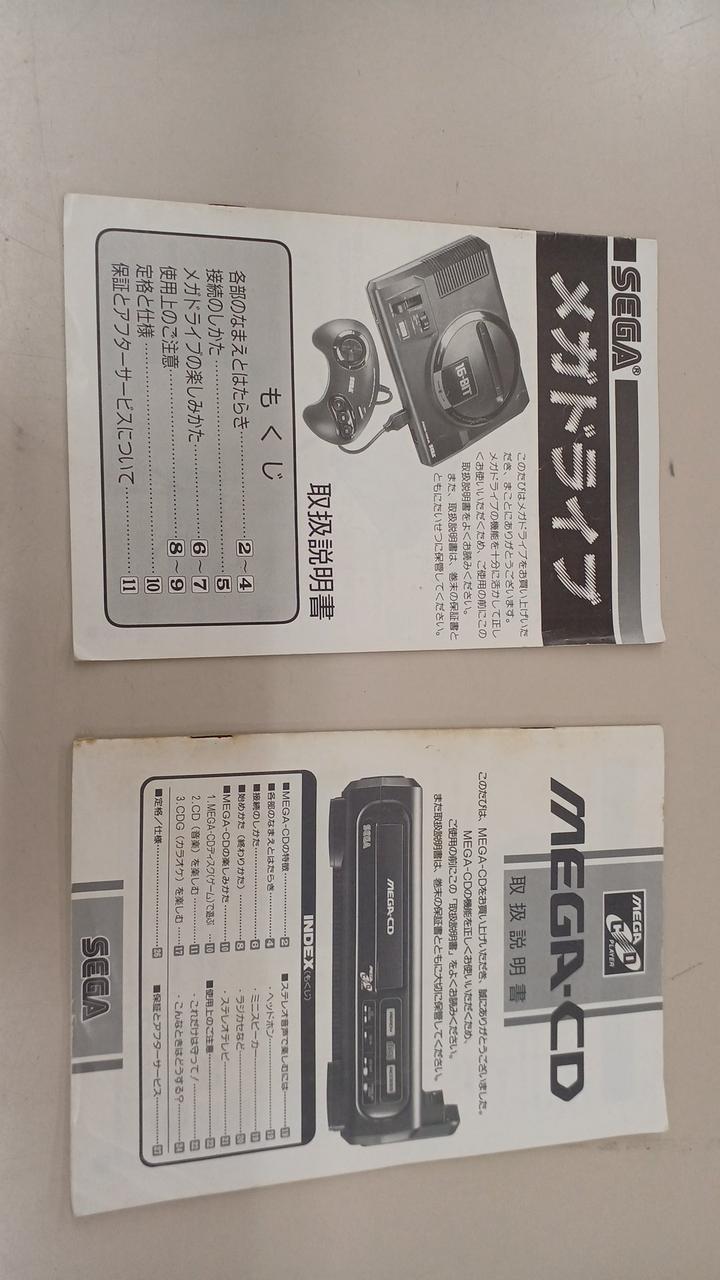 SEGA®
メガドライブ
16-BIT
SEGA
このたびはメガドライブをお買い上げいた
だき、まことにありがとうございます。
メガドライブの機能を十分に活かして正し
くお使いいただくため、ご使用の前にこの
取扱説明書をよくお読みください。
また、取扱説明書は、巻末の保証書と
ともにたいせつに保管してください。
取扱説明書
もくじ
各部のなまえとはたらき 2～4
接続のしかた 5
メガドライブの楽しみかた 6～7
使用上のご注意 8～9
定格と仕様 10
保証とアフターサービスについて 11
MEGA-CD
MEGA CD PLAYER
取扱説明書
このたびは、MEGA-CDをお買い上げいただき、誠にありがとうございました。
MEGA-CDの機能を正しくお使いいただくため、
ご使用の前にこの「取扱説明書」をよくお読みください。
また取扱説明書は、巻末の保証書とともに大切に保管してください。
SEGA
MEGA-CD
INDEX(もくじ)
■MEGA-CDの特徴 2
■各部のなまえとはたらき 4
■接続のしかた 6
■始めかた（終わりかた） 8
■MEGA-CDの楽しみかた 10
1.MEGA-CDディスク(ゲーム)で遊ぶ 10
2.CD（音楽）を楽しむ 11
3.CDG（カラオケ）を楽しむ 17
■定格／仕様
■ステレオ音声で楽しむには
・ヘッドホン
・ミニスピーカー
・ラジカセなど
・ステレオテレビ
■使用上のご注意
・これだけは守って！
・こんなときはどうする？
■保証とアフターサービス
SEGA